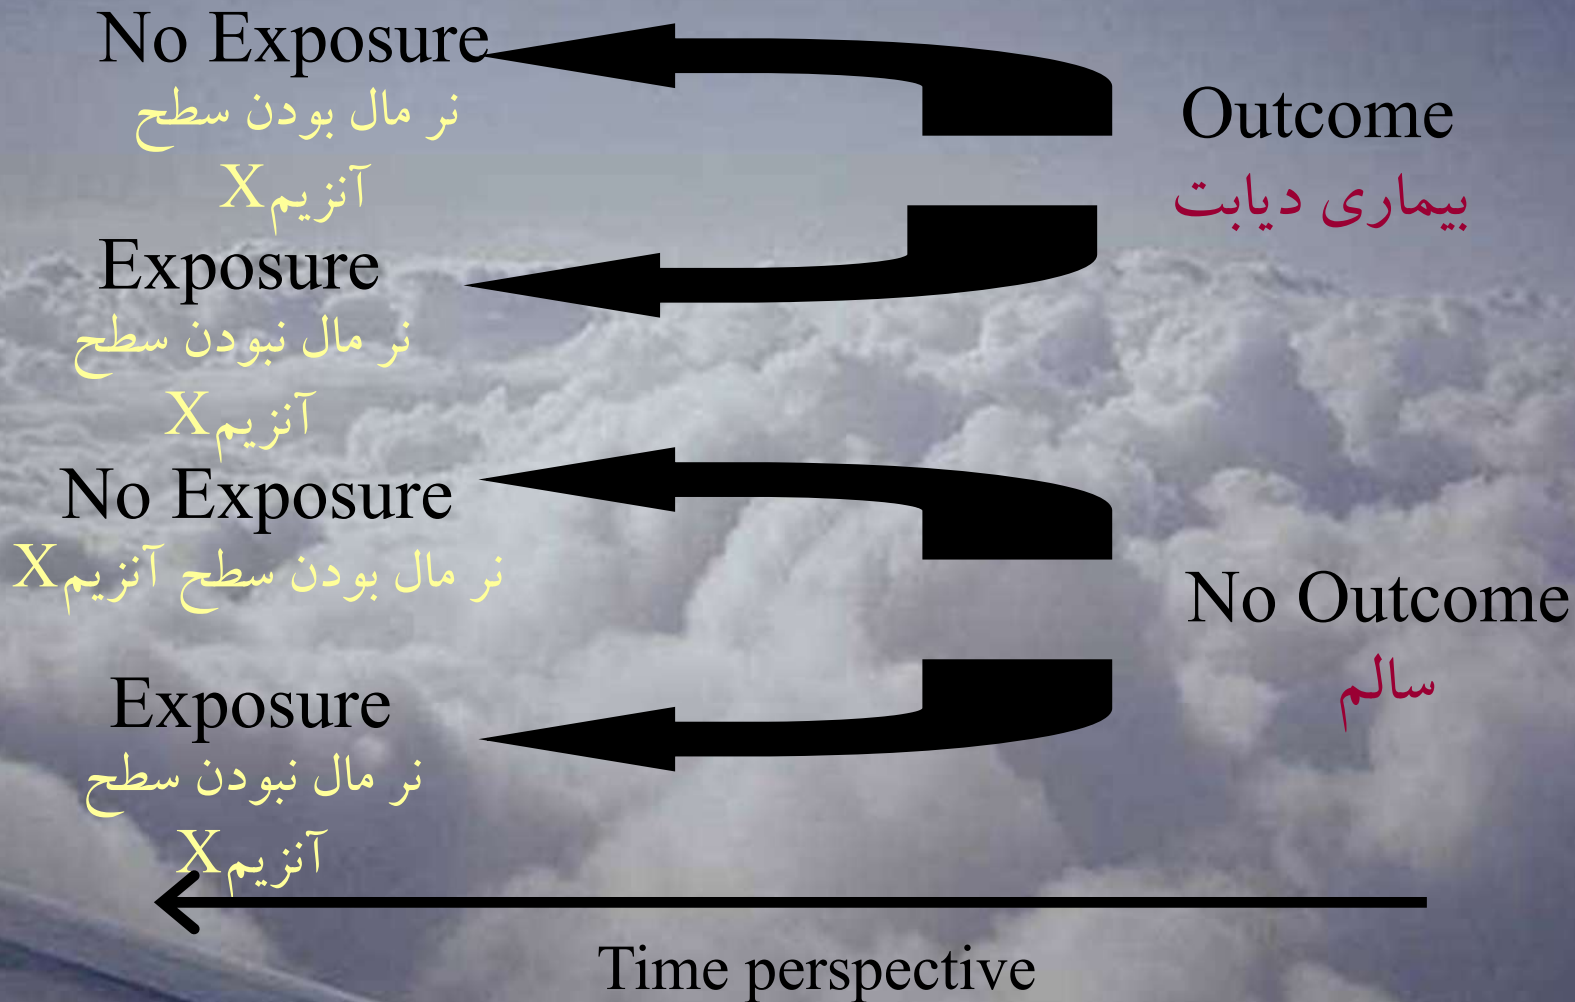 No Exposure
نر مال بودن سطح
آنزیمX
Exposure
نر مال نبودن سطح
آنزیمX
No Exposure
نر مال بودن سطح آنزیمX
Exposure
نر مال نبودن سطح
آنزیمX
Outcome
بیماری دیابت
No Outcome
سالم
Time perspective